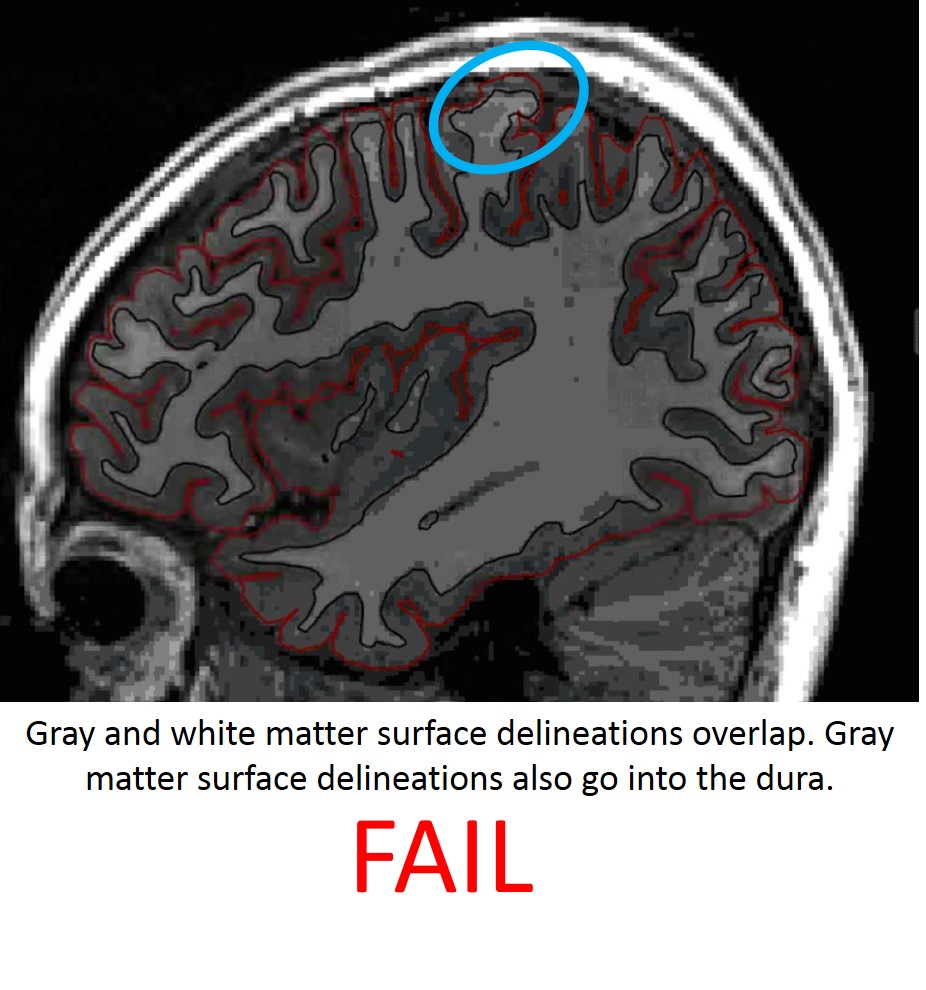 Gray and white matter surface delineations overlap. Gray
matter surface delineations also go into the dura.
FAIL